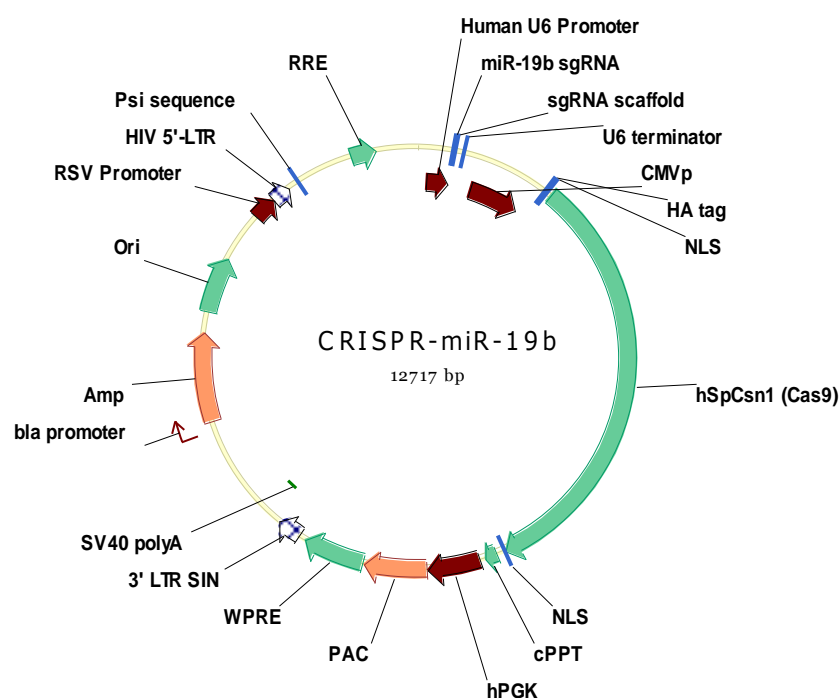 Human U6 Promoter
RRE
miR-19b sgRNA
Psi sequence
sgRNA scaffold
HIV 5'-LTR
U6 terminator
RSV Promoter
CMVp
HA tag
Ori
NLS
CRISPR-miR-19b
12717 bp
Amp
hSpCsn1 (Cas9)
bla promoter
SV40 polyA
3' LTR SIN
WPRE
NLS
PAC
cPPT
hPGK